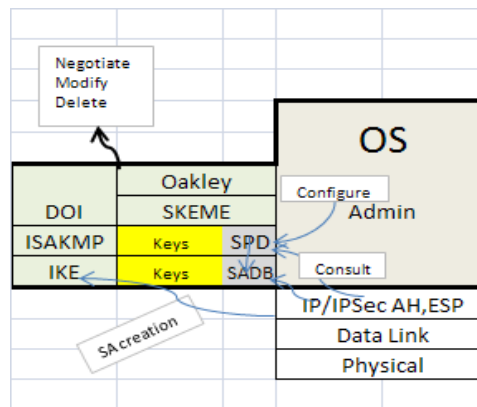 Negotiate
Modify
Delete
OS
Oakley
Configure
DOI
SKEME
Admin
ISAKMP
Keys
SPD
Consult
IKE
Keys
SADB
SA creation
IP/IPSec AH,ESP
Data Link
Physical